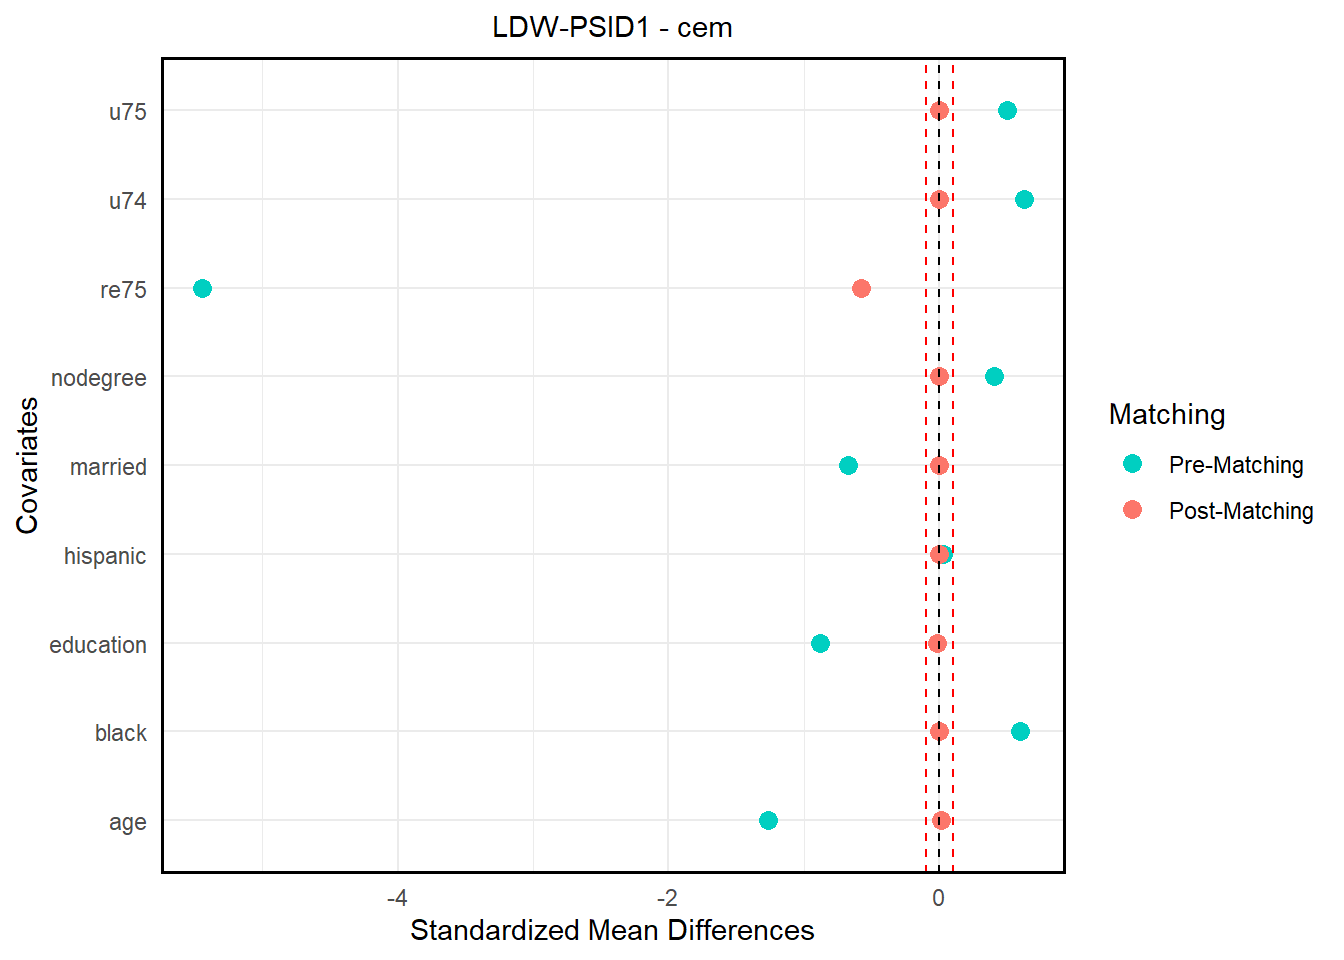 LDW-PSID1 - cem
u75
u74
re75
nodegree
married
hispanic
education
black
age
Covariates
-4
-2
0
Standardized Mean Differences
Matching
Pre-Matching
Post-Matching